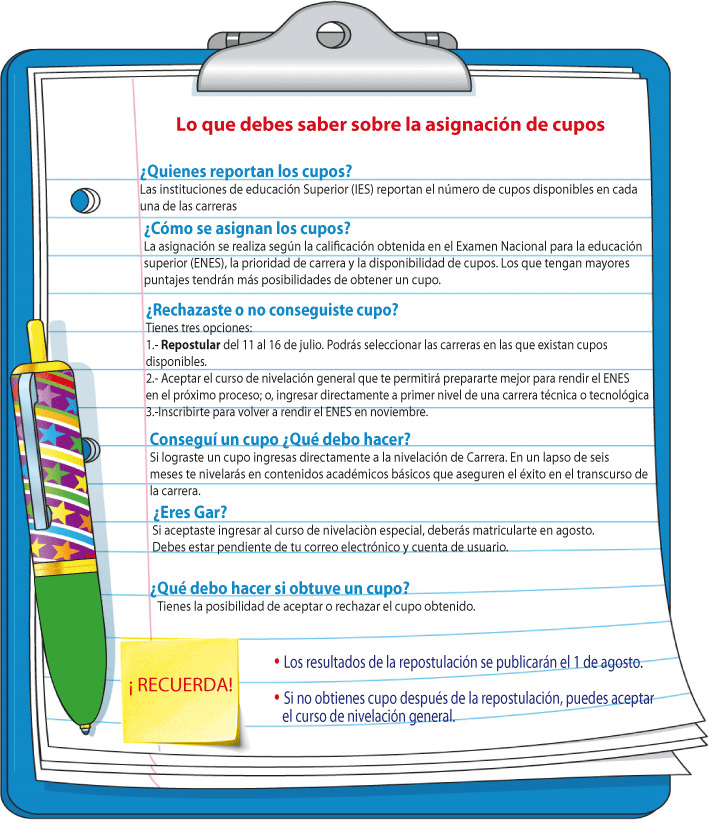 Lo que debes saber sobre la asignación de cupos
¿Quienes reportan los cupos?
Las instituciones de educación Superior (IES) reportan el número de cupos disponibles en cada
una de las carreras
¿Cómo se asignan los cupos?
La asignación se realiza según la calificación obtenida en el Examen Nacional para la educación
superior (ENES), la prioridad de carrera y la disponibilidad de cupos. Los que tengan mayores
puntajes tendrán más posibilidades de obtener un cupo.
¿Rechazaste o no conseguiste cupo?
Tienes tres opciones:
1.- Repostular del 11 al 16 de julio. Podrás seleccionar las carreras en las que existan cupos
disponibles.
2.- Aceptar el curso de nivelación general que te permitirá prepararte mejor para rendir el ENES
en el próximo proceso; o, ingresar directamente a primer nivel de una carrera técnica o tecnológica
3.-Inscribirte para volver a rendir el ENES en noviembre.
Conseguí un cupo ¿Qué debo hacer?
Si lograste un cupo ingresas directamente a la nivelación de Carrera. En un lapso de seis
meses te nivelarás en contenidos académicos básicos que aseguren el éxito en el transcurso de
la carrera.
¿Eres Gar?
Si aceptaste ingresar al curso de nivelaciòn especial, deberás matricularte en agosto.
Debes estar pendiente de tu correo electrónico y cuenta de usuario.
¿Qué debo hacer si obtuve un cupo?
Tienes la posibilidad de aceptar o rechazar el cupo obtenido.
¡ RECUERDA!
• Los resultados de la repostulación se publicarán el 1 de agosto.
• Si no obtienes cupo después de la repostulación, puedes aceptar
el curso de nivelación general.